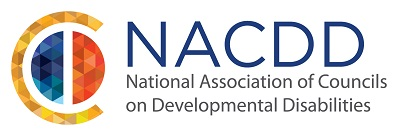 NACDD
National Association of Councils
on Developmental Disabilities